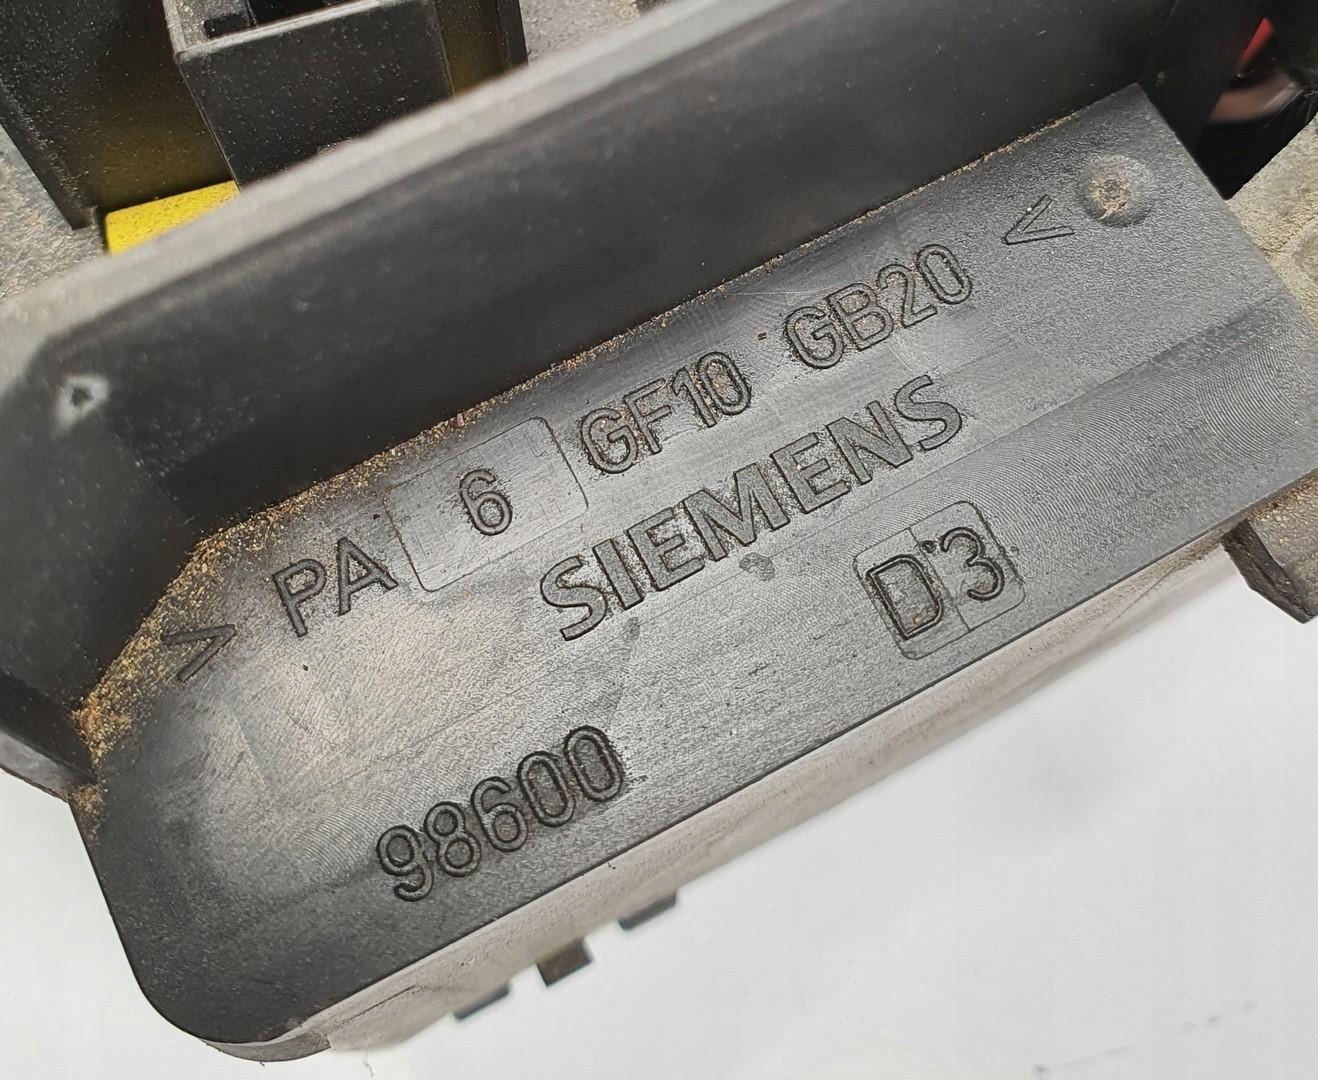 > PA 6 GF10 GB20 <
SIEMENS
D3
98600